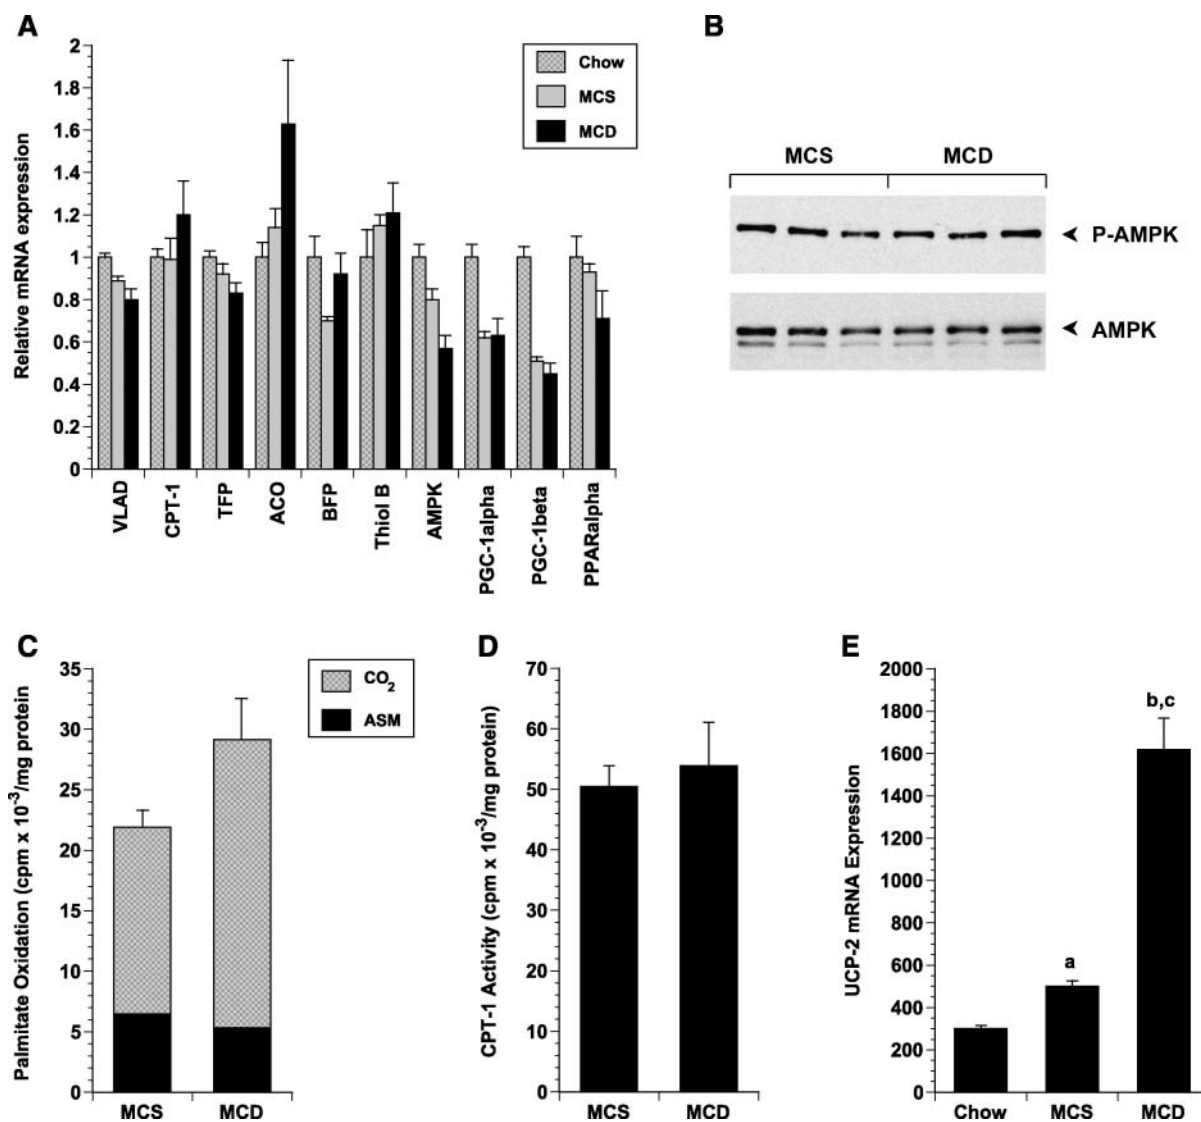 A
Relative mRNA expression
2
1.8
1.6
1.4
1.2
1
0.8
0.6
0.4
0.2
0
Chow
MCS
MCD
VLAD
CPT-1
TFP
ACO
BFP
Thiol B
AMPK
PGC-1alpha
PGC-1beta
PPARalpha
B
MCS MCD
P-AMPK
AMPK
C
Palmitate Oxidation (cpm x 10⁻³/mg protein
35
30
25
20
15
10
5
0
CO₂
ASM
MCS MCD
D
CPT-1 Activity (cpm x 10⁻³/mg protein)
70
60
50
40
30
20
10
0
MCS MCD
E
UCP-2 mRNA Expression
2000
1800
1600
1400
1200
1000
800
600
400
200
0
a
b,c
Chow MCS MCD